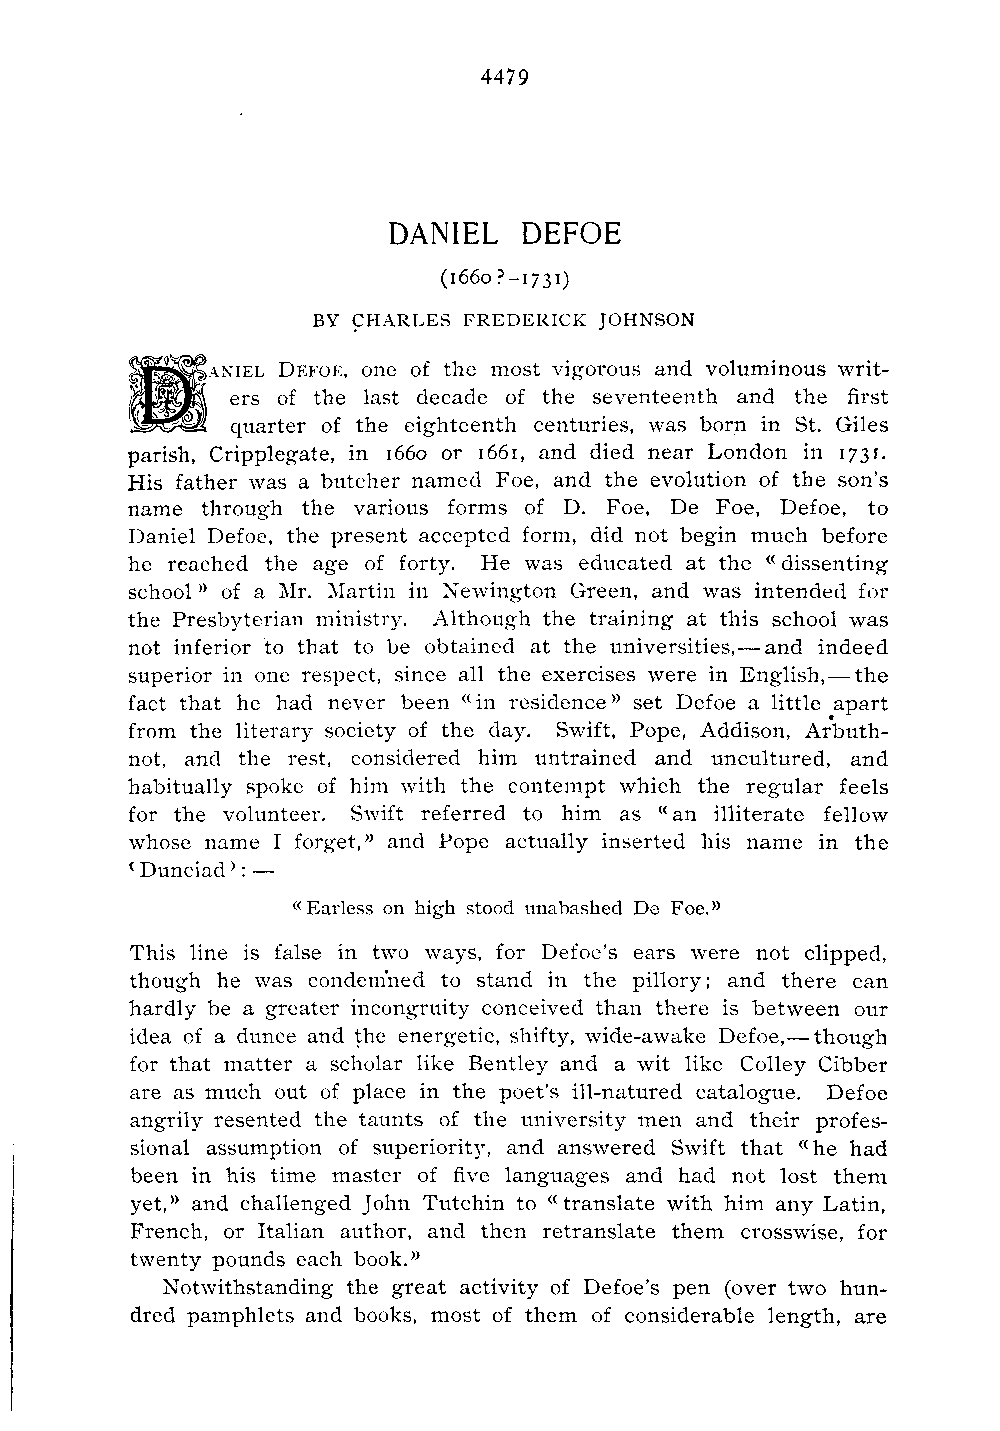 4479
DANIEL DEFOE
(1660?-1731)
BY CHARLES FREDERICK JOHNSON
DANIEL DEFOE, one of the most vigorous and voluminous writ-
ers of the last decade of the seventeenth and the first
quarter of the eighteenth centuries, was born in St. Giles
parish, Cripplegate, in 1660 or 1661, and died near London in 1731.
His father was a butcher named Foe, and the evolution of the son's
name through the various forms of D. Foe, De Foe, Defoe, to
Daniel Defoe, the present accepted form, did not begin much before
he reached the age of forty. He was educated at the «dissenting
school» of a Mr. Martin in Newington Green, and was intended for
the Presbyterian ministry. Although the training at this school was
not inferior to that to be obtained at the universities,—and indeed
superior in one respect, since all the exercises were in English,—the
fact that he had never been «in residence» set Defoe a little apart
from the literary society of the day. Swift, Pope, Addison, Arbuth-
not, and the rest, considered him untrained and uncultured, and
habitually spoke of him with the contempt which the regular feels
for the volunteer. Swift referred to him as «an illiterate fellow
whose name I forget,» and Pope actually inserted his name in the
‹Dunciad›:—
«Earless on high stood unabashed De Foe.»
This line is false in two ways, for Defoe's ears were not clipped,
though he was condemned to stand in the pillory; and there can
hardly be a greater incongruity conceived than there is between our
idea of a dunce and the energetic, shifty, wide-awake Defoe,—though
for that matter a scholar like Bentley and a wit like Colley Cibber
are as much out of place in the poet's ill-natured catalogue. Defoe
angrily resented the taunts of the university men and their profes-
sional assumption of superiority, and answered Swift that «he had
been in his time master of five languages and had not lost them
yet,» and challenged John Tutchin to «translate with him any Latin,
French, or Italian author, and then retranslate them crosswise, for
twenty pounds each book.»
Notwithstanding the great activity of Defoe's pen (over two hun-
dred pamphlets and books, most of them of considerable length, are